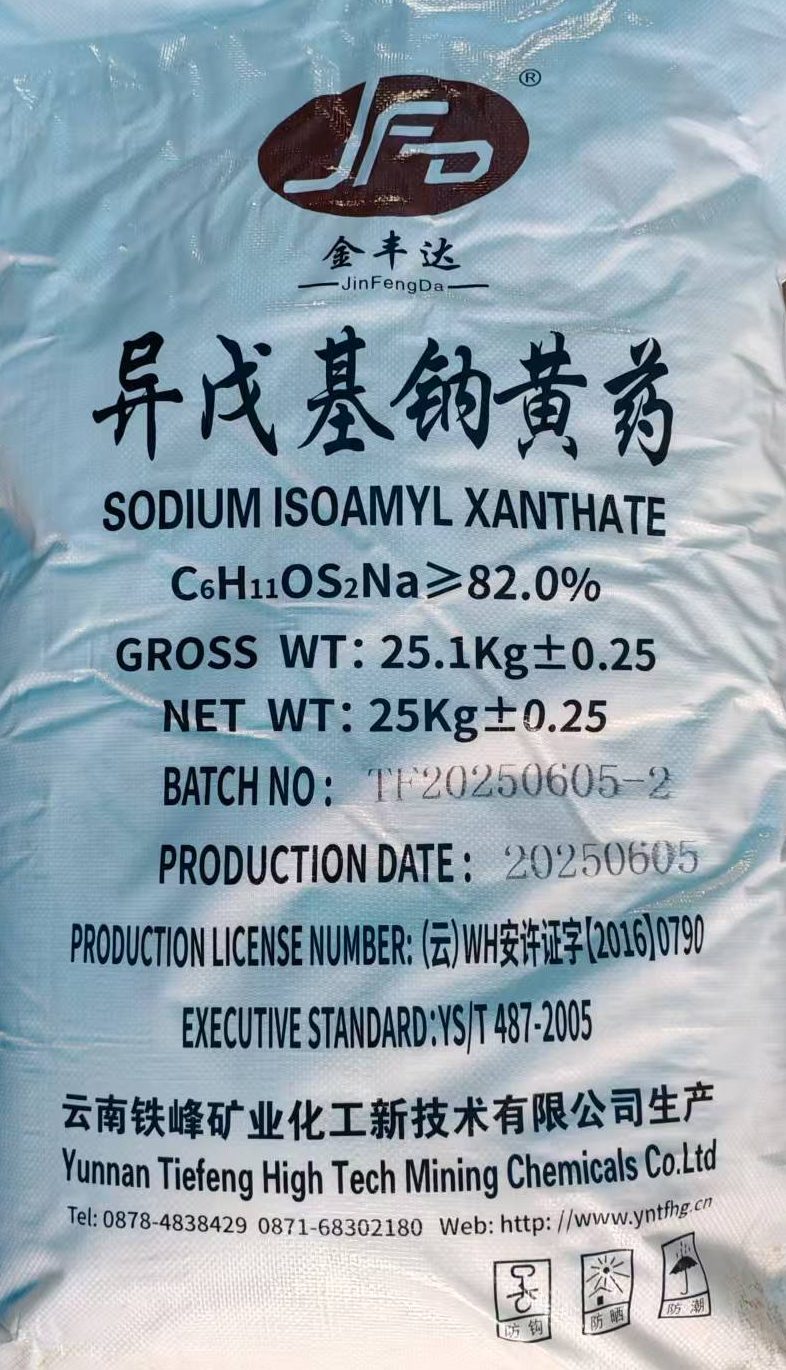 JFD®
金丰达
JinFengDa
异戊基钠黄药
SODIUM ISOAMYL XANTHATE
C₆H₁₁OS₂Na≥82.0%
GROSS WT: 25.1Kg±0.25
NET WT: 25Kg±0.25
BATCH NO: TF20250605-2
PRODUCTION DATE: 20250605
PRODUCTION LICENSE NUMBER: (云)WH安许证字【2016】0790
EXECUTIVE STANDARD:YS/T 487-2005
云南铁峰矿业化工新技术有限公司生产
Yunnan Tiefeng High Tech Mining Chemicals Co.Ltd
Tel: 0878-4838429 0871-68302180 Web: http://www.yntfhg.cn
防钩 防晒 防潮